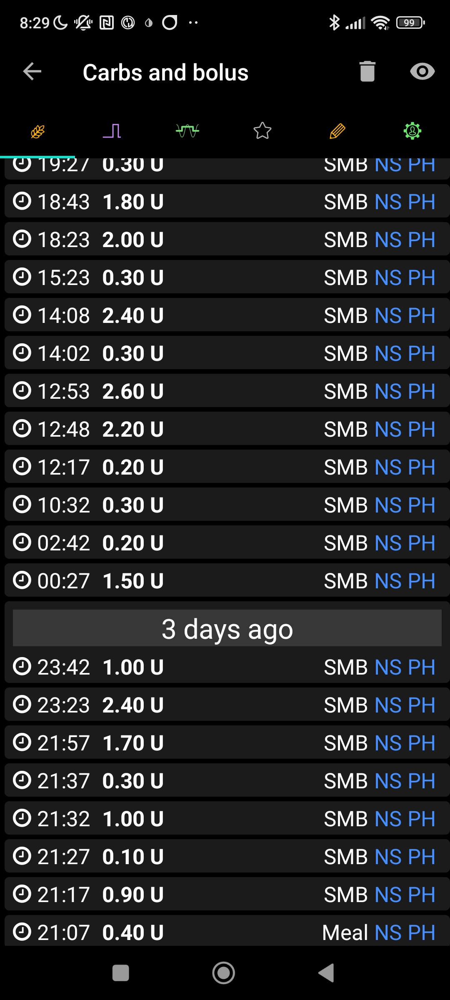 8:29 99
Carbs and bolus
19:27 0.30 U SMB NS PH
18:43 1.80 U SMB NS PH
18:23 2.00 U SMB NS PH
15:23 0.30 U SMB NS PH
14:08 2.40 U SMB NS PH
14:02 0.30 U SMB NS PH
12:53 2.60 U SMB NS PH
12:48 2.20 U SMB NS PH
12:17 0.20 U SMB NS PH
10:32 0.30 U SMB NS PH
02:42 0.20 U SMB NS PH
00:27 1.50 U SMB NS PH
3 days ago
23:42 1.00 U SMB NS PH
23:23 2.40 U SMB NS PH
21:57 1.70 U SMB NS PH
21:37 0.30 U SMB NS PH
21:32 1.00 U SMB NS PH
21:27 0.10 U SMB NS PH
21:17 0.90 U SMB NS PH
21:07 0.40 U Meal NS PH